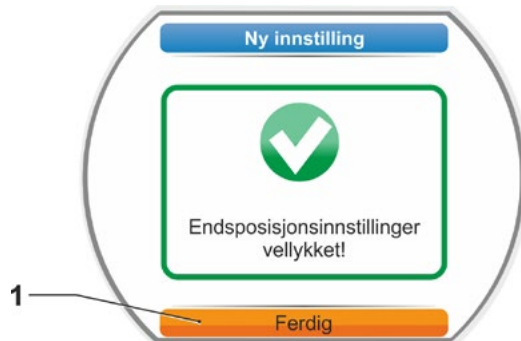 Ny innstilling
Endsposisjonsinnstillinger
vellykket!
1
Ferdig